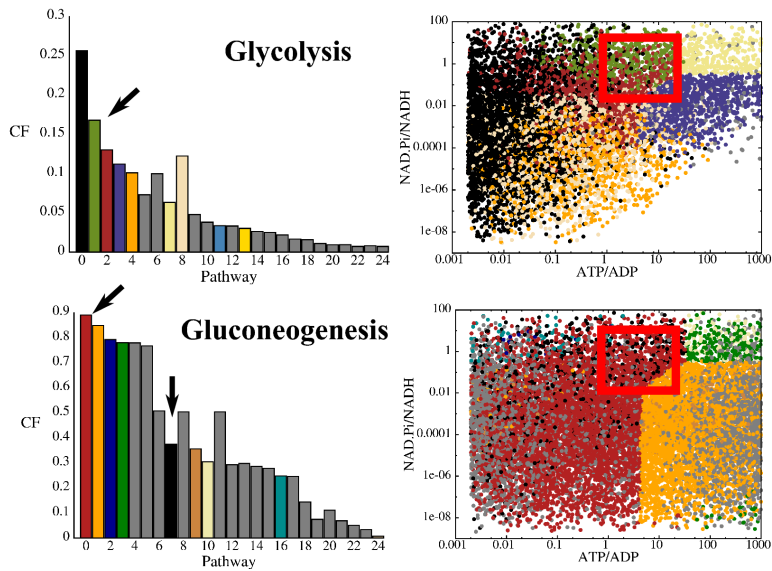 Glycolysis
CF
0.3
0.25
0.2
0.15
0.1
0.05
0
0 2 4 6 8 10 12 14 16 18 20 22 24
Pathway
NAD.Pi/NADH
100
1
0.01
0.0001
1e-06
1e-08
0.001 0.01 0.1 1 10 100 1000
ATP/ADP
Gluconeogenesis
CF
0.9
0.8
0.7
0.6
0.5
0.4
0.3
0.2
0.1
0
0 2 4 6 8 10 12 14 16 18 20 22 24
Pathway
NAD.Pi/NADH
100
1
0.01
0.0001
1e-06
1e-08
0.001 0.01 0.1 1 10 100 1000
ATP/ADP